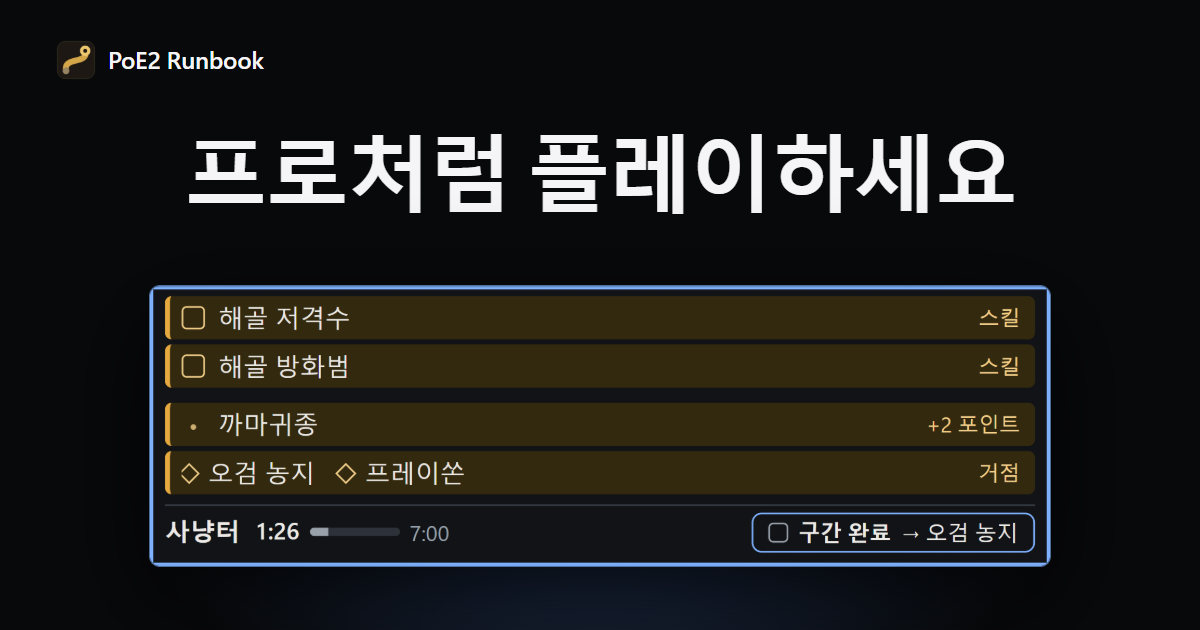 PoE2 Runbook
프로처럼 플레이하세요
해골 저격수 스킬
해골 방화범 스킬
까마귀종 +2 포인트
오검 농지 프레이쏜 거점
사냥터 1:26 7:00 구간 완료 → 오검 농지